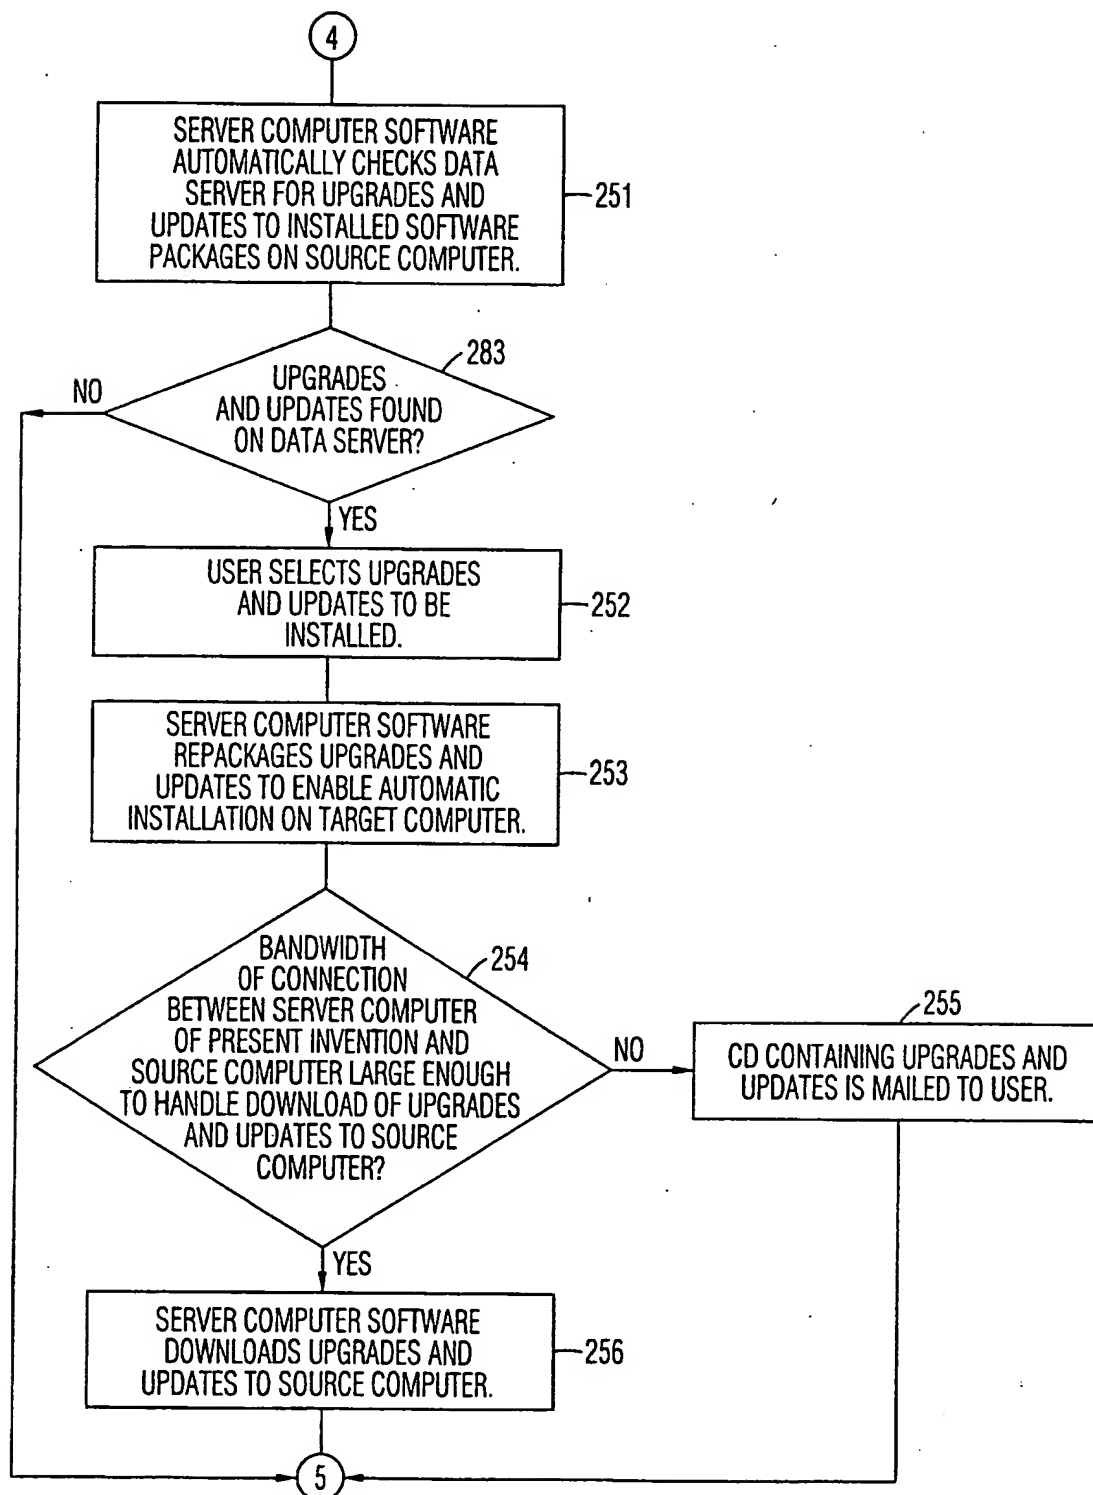 4
SERVER COMPUTER SOFTWARE
AUTOMATICALLY CHECKS DATA
SERVER FOR UPGRADES AND
UPDATES TO INSTALLED SOFTWARE
PACKAGES ON SOURCE COMPUTER.
251
283
UPGRADES
AND UPDATES FOUND
ON DATA SERVER?
NO
YES
USER SELECTS UPGRADES
AND UPDATES TO BE
INSTALLED.
252
SERVER COMPUTER SOFTWARE
REPACKAGES UPGRADES AND
UPDATES TO ENABLE AUTOMATIC
INSTALLATION ON TARGET COMPUTER.
253
BANDWIDTH
OF CONNECTION
BETWEEN SERVER COMPUTER
OF PRESENT INVENTION AND
SOURCE COMPUTER LARGE ENOUGH
TO HANDLE DOWNLOAD OF UPGRADES
AND UPDATES TO SOURCE
COMPUTER?
254
NO
255
CD CONTAINING UPGRADES AND
UPDATES IS MAILED TO USER.
YES
SERVER COMPUTER SOFTWARE
DOWNLOADS UPGRADES AND
UPDATES TO SOURCE COMPUTER.
256
5